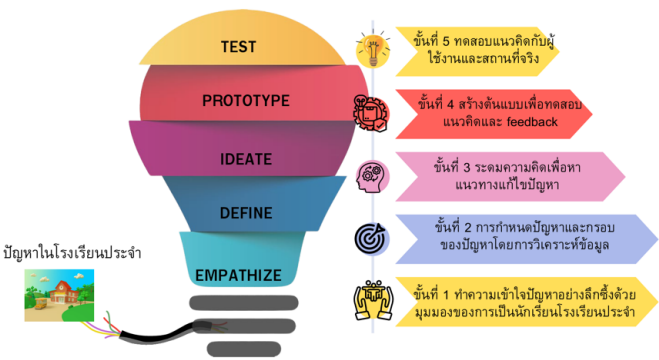 TEST
ขั้นที่ 5 ทดสอบแนวคิดกับผู้
ใช้งานและสถานที่จริง
PROTOTYPE
ขั้นที่ 4 สร้างต้นแบบเพื่อทดสอบ
แนวคิดและ feedback
IDEATE
ขั้นที่ 3 ระดมความคิดเพื่อหา
แนวทางแก้ไขปัญหา
DEFINE
ขั้นที่ 2 การกำหนดปัญหาและกรอบ
ของปัญหาโดยการวิเคราะห์ข้อมูล
ปัญหาในโรงเรียนประจำ
EMPATHIZE
ขั้นที่ 1 ทำความเข้าใจปัญหาอย่างลึกซึ้งด้วย
มุมมองของการเป็นนักเรียนโรงเรียนประจำ